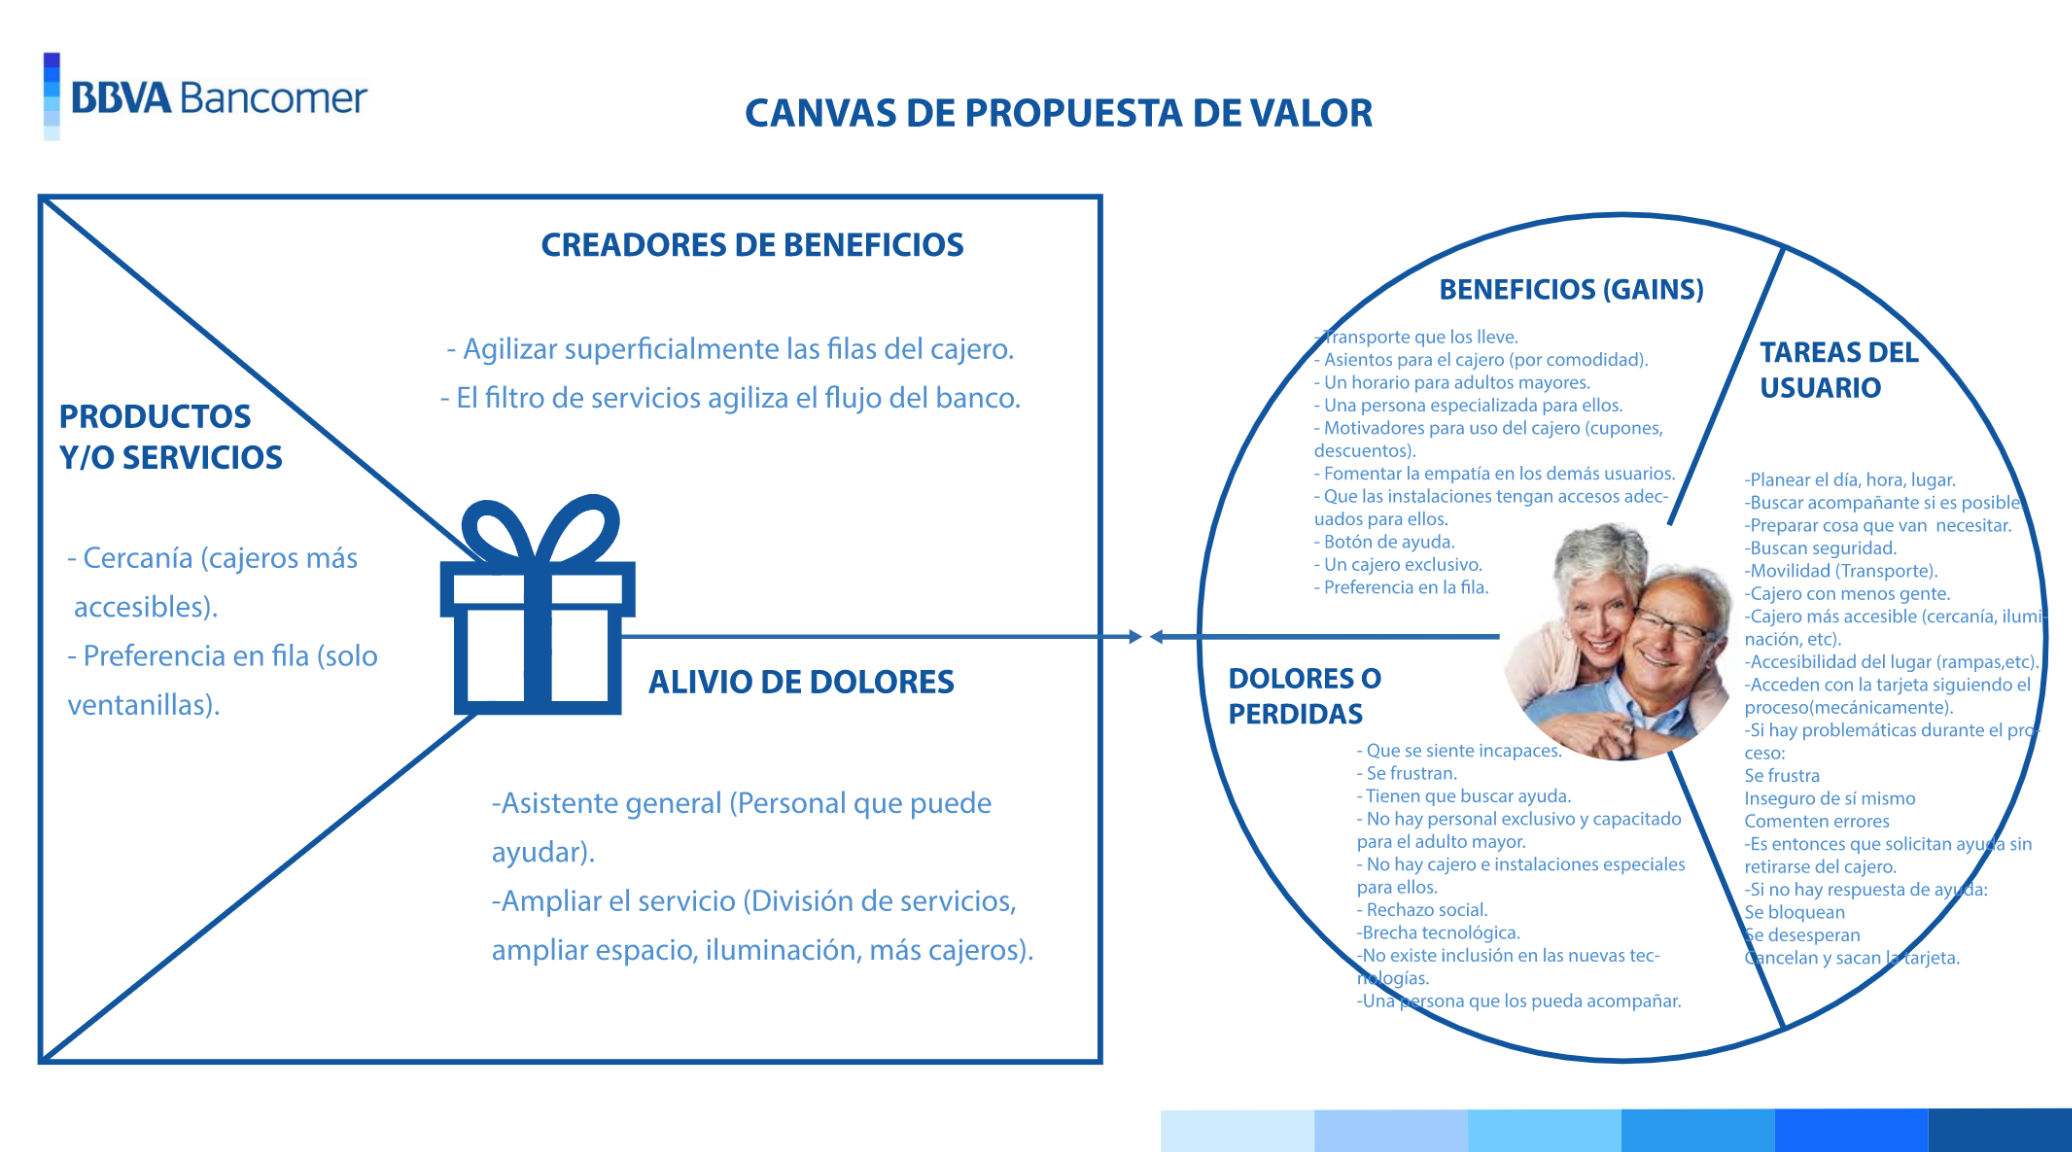 BBVA Bancomer
CANVAS DE PROPUESTA DE VALOR
CREADORES DE BENEFICIOS
- Agilizar superficialmente las filas del cajero.
- El filtro de servicios agiliza el flujo del banco.
PRODUCTOS
Y/O SERVICIOS
- Cercanía (cajeros más
accesibles).
- Preferencia en fila (solo
ventanillas).
ALIVIO DE DOLORES
-Asistente general (Personal que puede
ayudar).
-Ampliar el servicio (División de servicios,
ampliar espacio, iluminación, más cajeros).
BENEFICIOS (GAINS)
- Transporte que los lleve.
- Asientos para el cajero (por comodidad).
- Un horario para adultos mayores.
- Una persona especializada para ellos.
- Motivadores para uso del cajero (cupones,
descuentos).
- Fomentar la empatía en los demás usuarios.
- Que las instalaciones tengan accesos adec-
uados para ellos.
- Botón de ayuda.
- Un cajero exclusivo.
- Preferencia en la fila.
TAREAS DEL
USUARIO
-Planear el día, hora, lugar.
-Buscar acompañante si es posible.
-Preparar cosa que van  necesitar.
-Buscan seguridad.
-Movilidad (Transporte).
-Cajero con menos gente.
-Cajero más accesible (cercanía, ilumi-
nación, etc).
-Accesibilidad del lugar (rampas,etc).
-Acceden con la tarjeta siguiendo el
proceso(mecánicamente).
-Si hay problemáticas durante el pro-
ceso:
Se frustra
Inseguro de sí mismo
Comenten errores
-Es entonces que solicitan ayuda sin
retirarse del cajero.
-Si no hay respuesta de ayuda:
Se bloquean
Se desesperan
Cancelan y sacan la tarjeta.
DOLORES O
PERDIDAS
- Que se siente incapaces.
- Se frustran.
- Tienen que buscar ayuda.
- No hay personal exclusivo y capacitado
para el adulto mayor.
- No hay cajero e instalaciones especiales
para ellos.
- Rechazo social.
-Brecha tecnológica.
-No existe inclusión en las nuevas tec-
nologías.
-Una persona que los pueda acompañar.